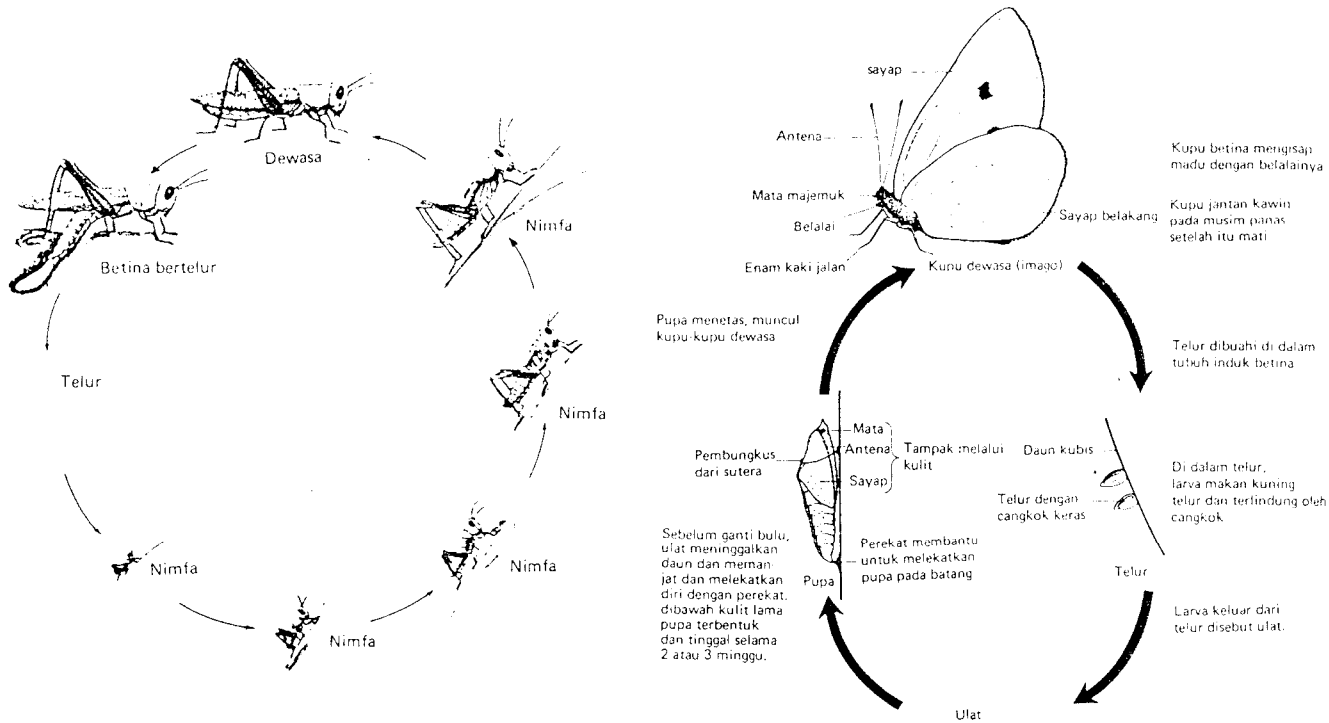 Dewasa
Betina bertelur
Telur
Nimfa
Nimfa
Nimfa
Nimfa
Nimfa
sayap
Antena
Mata majemuk
Belalai
Enam kaki jalan
Sayap belakang
Kupu dewasa (imago)
Kupu betina mengisap
madu dengan belalainya
Kupu jantan kawin
pada musim panas
setelah itu mati
Telur dibuahi di dalam
tubuh induk betina
Daun kubis
Telur dengan
cangkok keras
Di dalam telur,
larva makan kuning
telur dan terlindung oleh
cangkok
Telur
Larva keluar dari
telur disebut ulat.
Ulat
Sebelum ganti bulu,
ulat meninggalkan
daun dan meman
jat dan melekatkan
diri dengan perekat.
dibawah kulit lama
pupa terbentuk
dan tinggal selama
2 atau 3 minggu.
Pupa
Perekat membantu
untuk melekatkan
pupa pada batang
Pembungkus
dari sutera
Mata
Antena
Sayap
Tampak melalui
kulit
Pupa menetas, muncul
kupu-kupu dewasa